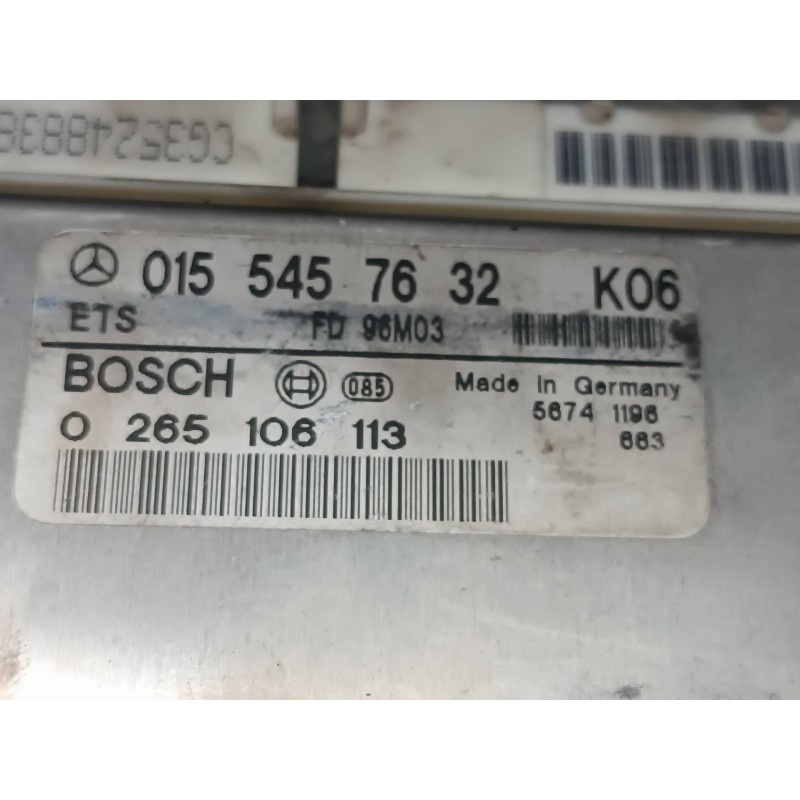 CG35248838
015 545 76 32 K06
ETS FD 96M03
BOSCH 085 Made in Germany
0 265 106 113 5674 1196
663